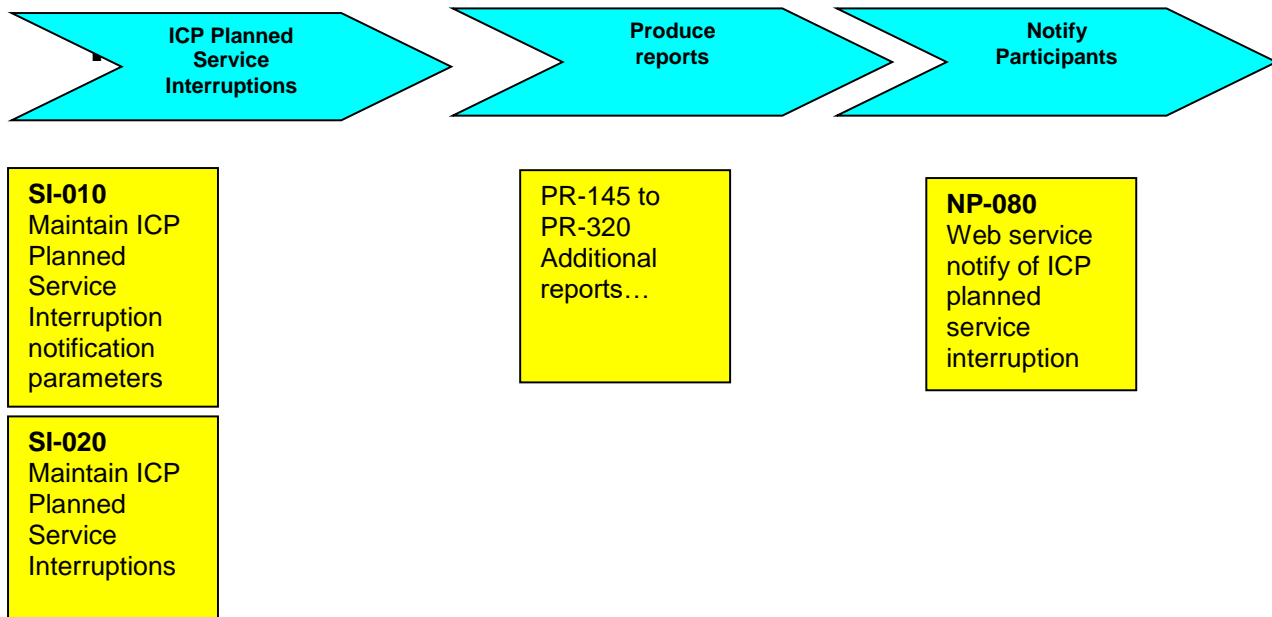 ICP Planned
Service
Interruptions
Produce
reports
Notify
Participants
SI-010
Maintain ICP
Planned
Service
Interruption
notification
parameters
SI-020
Maintain ICP
Planned
Service
Interruptions
PR-145 to
PR-320
Additional
reports…
NP-080
Web service
notify of ICP
planned
service
interruption